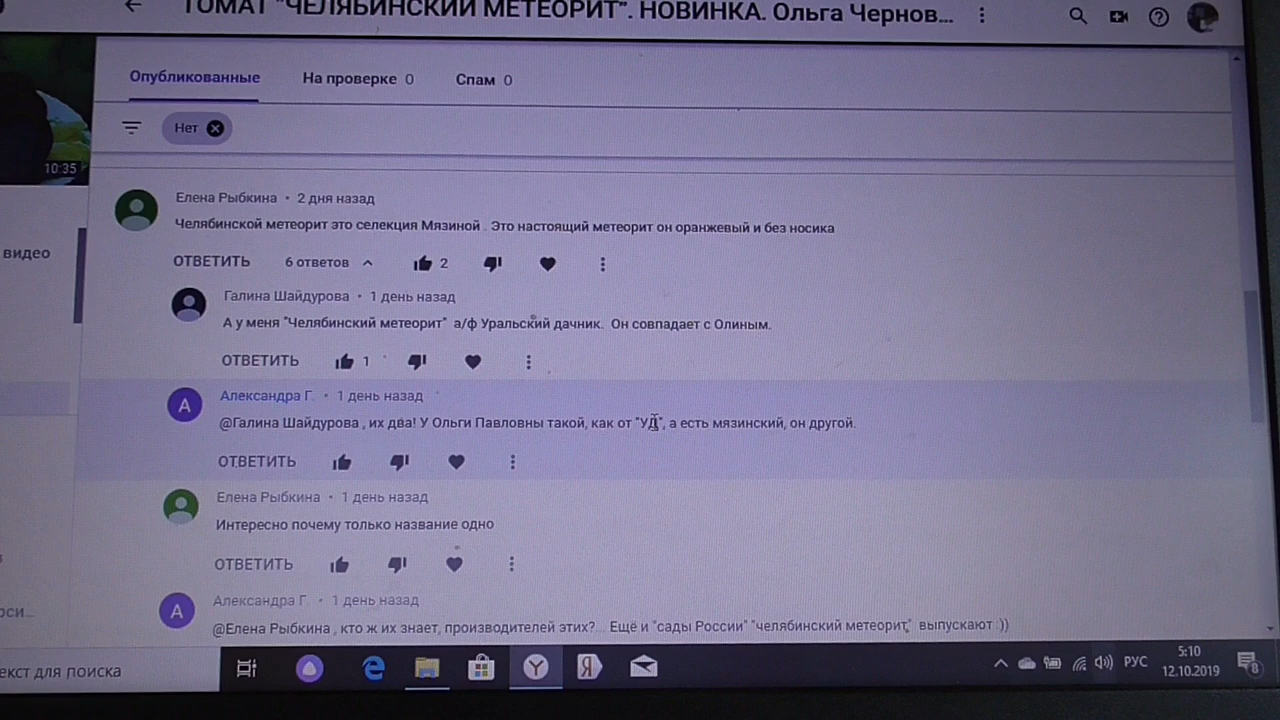 ТОМАТ "ЧЕЛЯБИНСКИЙ МЕТЕОРИТ". НОВИНКА. Ольга Чернов...
Опубликованные На проверке 0 Спам 0
Нет
10:35
видео
Елена Рыбкина • 2 дня назад
Челябинской метеорит это селекция Мязиной . Это настоящий метеорит он оранжевый и без носика
ОТВЕТИТЬ 6 ответов 2
Галина Шайдурова • 1 день назад
А у меня "Челябинский метеорит" а/ф Уральский дачник. Он совпадает с Олиным.
ОТВЕТИТЬ 1
А Александра Г. • 1 день назад
@Галина Шайдурова , их два! У Ольги Павловны такой, как от "УД", а есть мязинский, он другой.
ОТВЕТИТЬ
Елена Рыбкина • 1 день назад
Интересно почему только название одно
ОТВЕТИТЬ
рси...
А Александра Г. • 1 день назад
@Елена Рыбкина , кто ж их знает, производителей этих?... Ещё и "сады России" "челябинский метеорит" выпускают :))
екст для поиска
Y Я РУС 5:10
12.10.2019
8